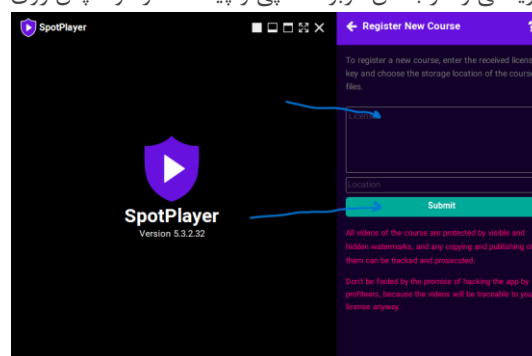 SpotPlayer
Register New Course
?
To register a new course, enter the received licens
key and choose the storage location of the course
files.
Licens
Location
Submit
SpotPlayer
Version 5.3.2.32
All videos of the course are protected by visible and
hidden watermarks, and any copying and publishing of
them can be tracked and prosecuted.
Don't be fooled by the promise of hacking the app by
profiteers, because the videos will be traceable to you
license anyway.